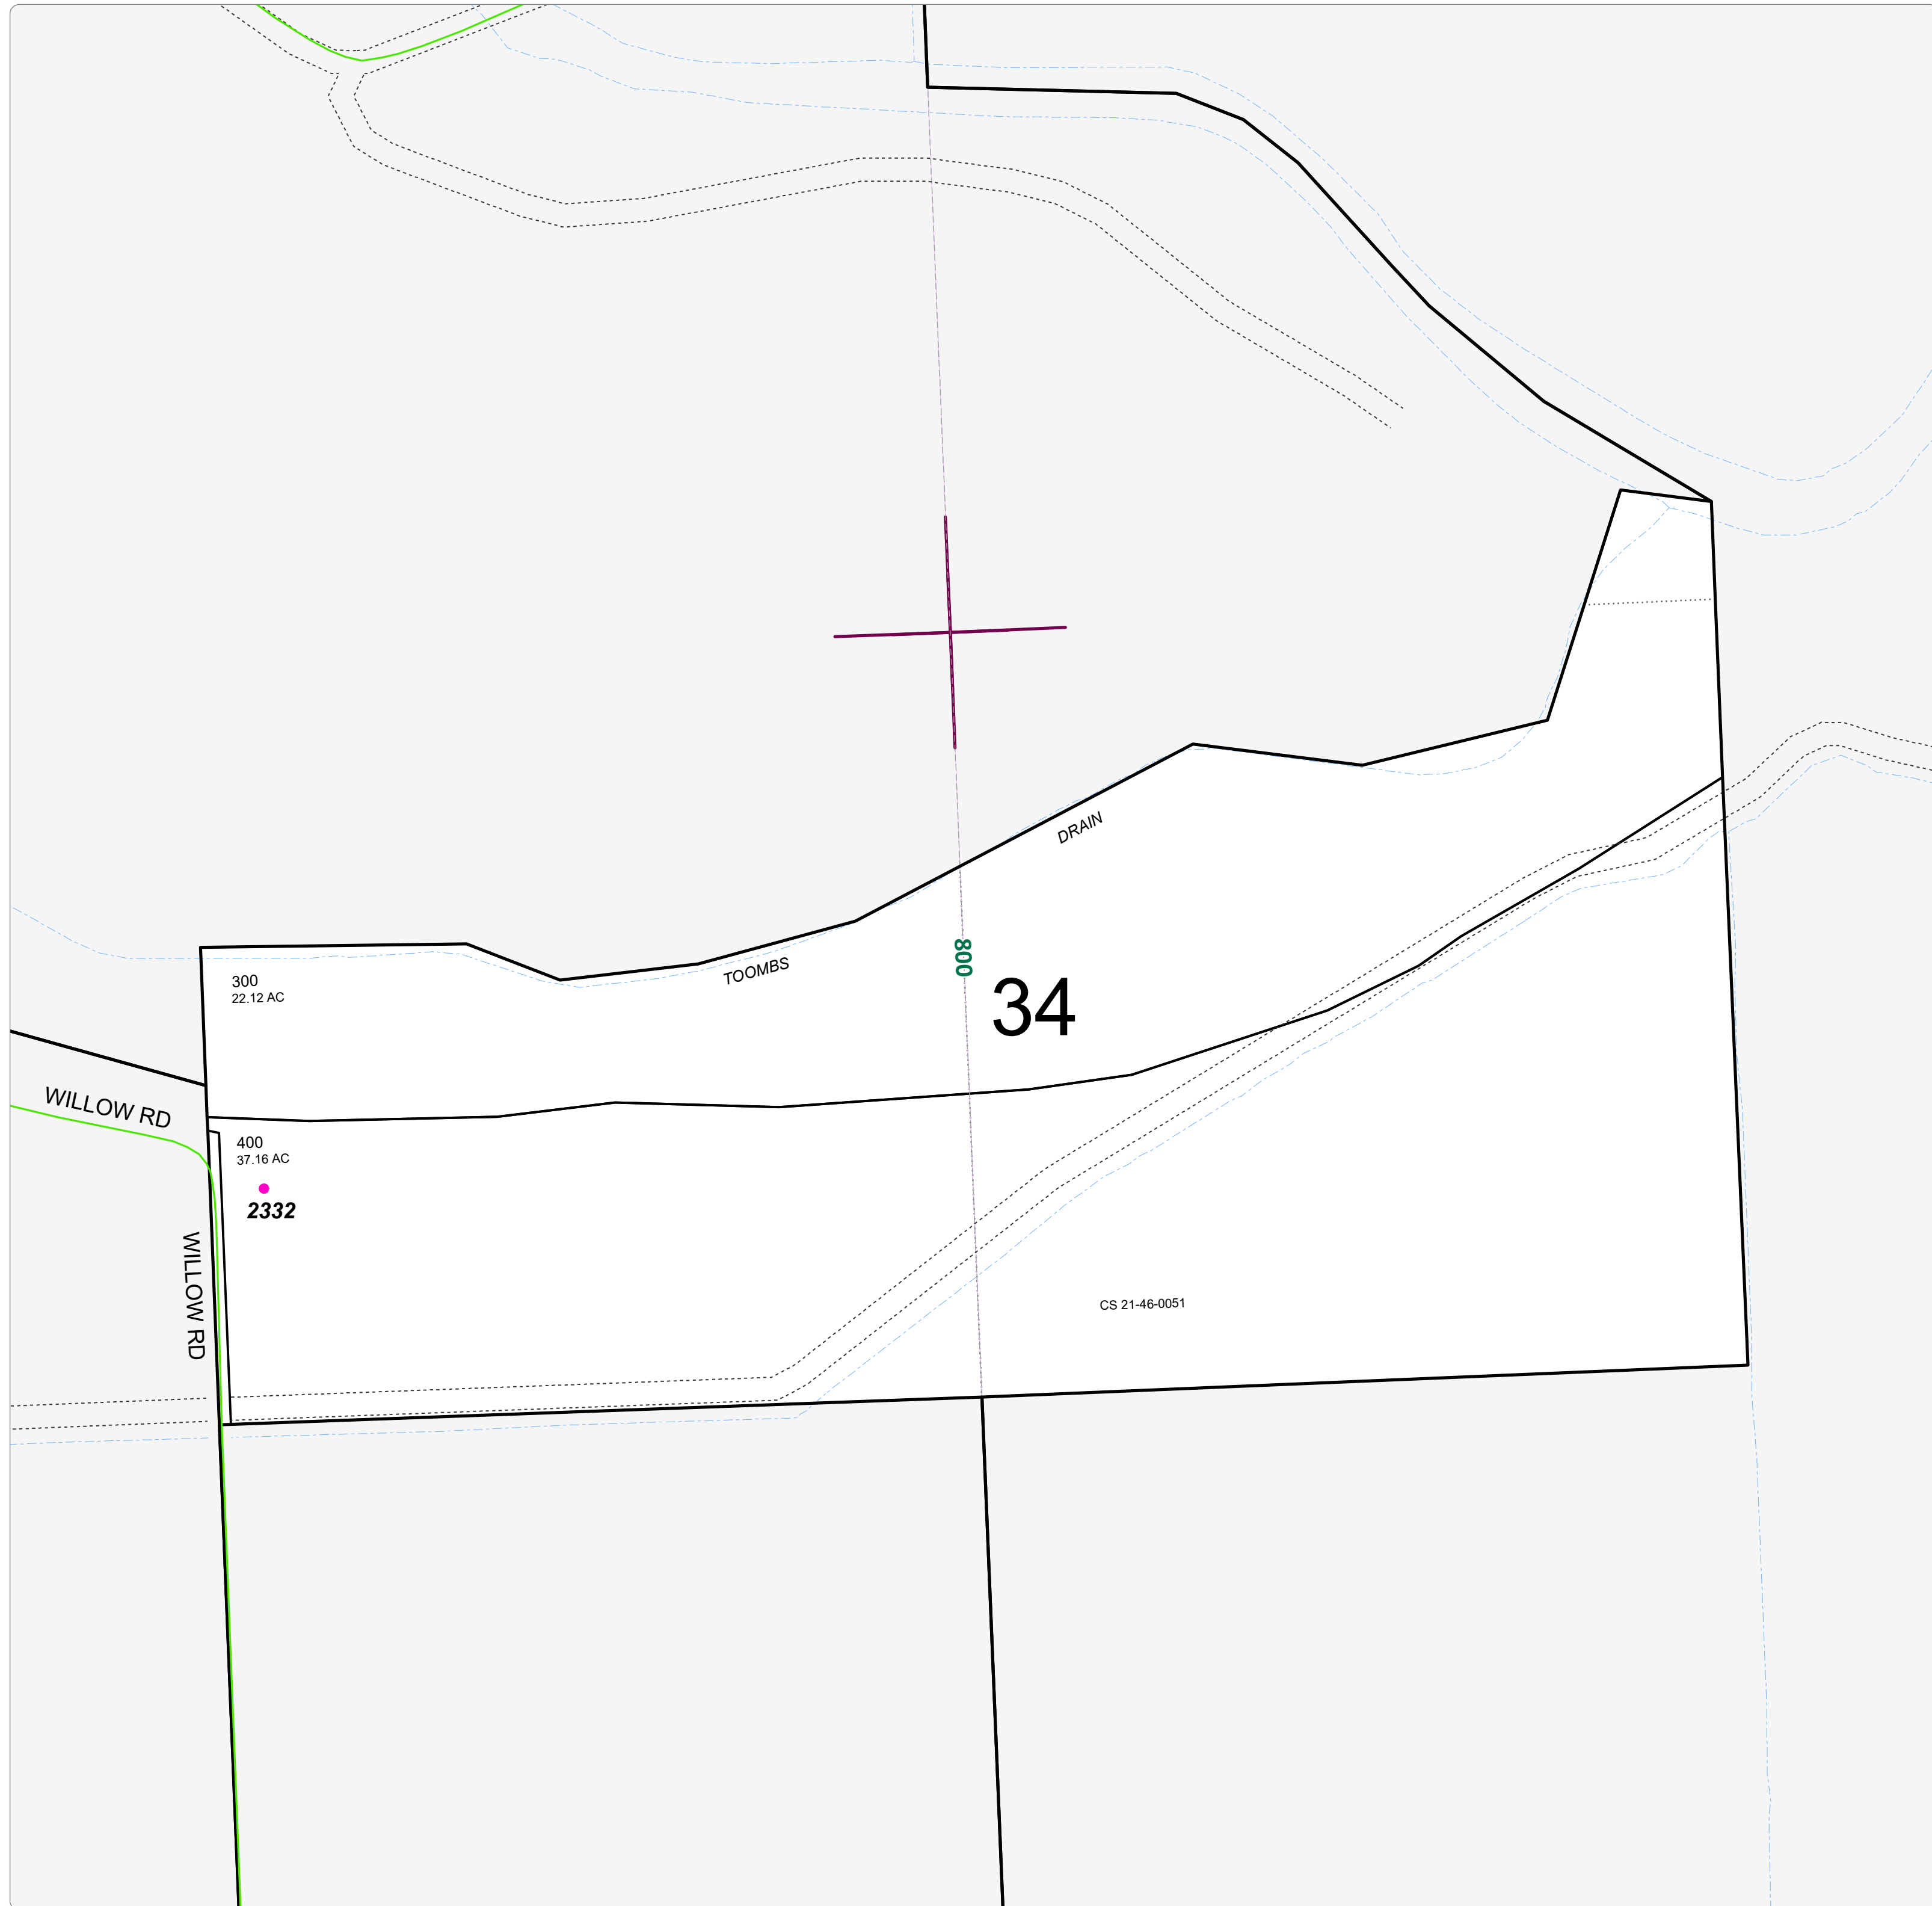 DRAIN
TOOMBS
800
34
300
22.12 AC
WILLOW RD
400
37.16 AC
2332
WILLOW RD
CS 21-46-0051